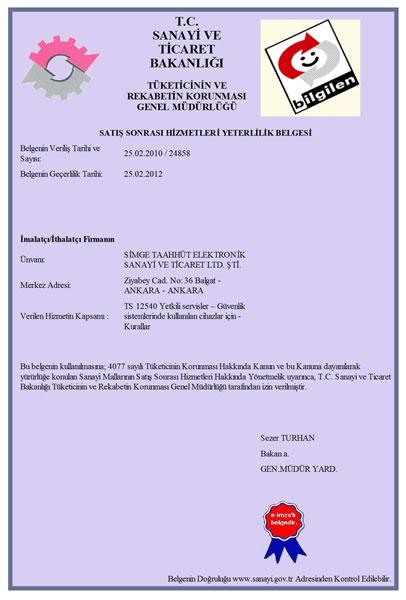 T.C.
SANAYİ VE
TİCARET
BAKANLIĞI
TÜKETİCİNİN VE
REKABETİN KORUNMASI
GENEL MÜDÜRLÜĞÜ
bilgilen
SATIŞ SONRASI HİZMETLERİ YETERLİLİK BELGESİ
Belgenin Veriliş Tarihi ve
Sayısı:
25.02.2010 / 24858
Belgenin Geçerlilik Tarihi:
25.02.2012
İmalatçı/İthalatçı Firmanın
Ünvanı:
SİMGE TAAHHÜT ELEKTRONİK
SANAYİ VE TİCARET LTD. ŞTİ.
Merkez Adresi:
Ziyabey Cad. No: 36 Balgat -
ANKARA - ANKARA
Verilen Hizmetin Kapsamı :
TS 12540 Yetkili servisler – Güvenlik
sistemlerinde kullanılan cihazlar için -
Kurallar
Bu belgenin kullanılmasına; 4077 sayılı Tüketicinin Korunması Hakkında Kanun ve bu Kanuna dayanılarak
yürürlüğe konulan Sanayi Mallarının Satış Sonrası Hizmetleri Hakkında Yönetmelik uyarınca, T.C. Sanayi ve Ticaret
Bakanlığı Tüketicinin ve Rekabetin Korunması Genel Müdürlüğü tarafından izin verilmiştir.
Sezer TURHAN
Bakan a.
GEN.MÜDÜR YARD.
e-imzalı
belgedir.
Belgenin Doğruluğu www.sanayi.gov.tr Adresinden Kontrol Edilebilir.